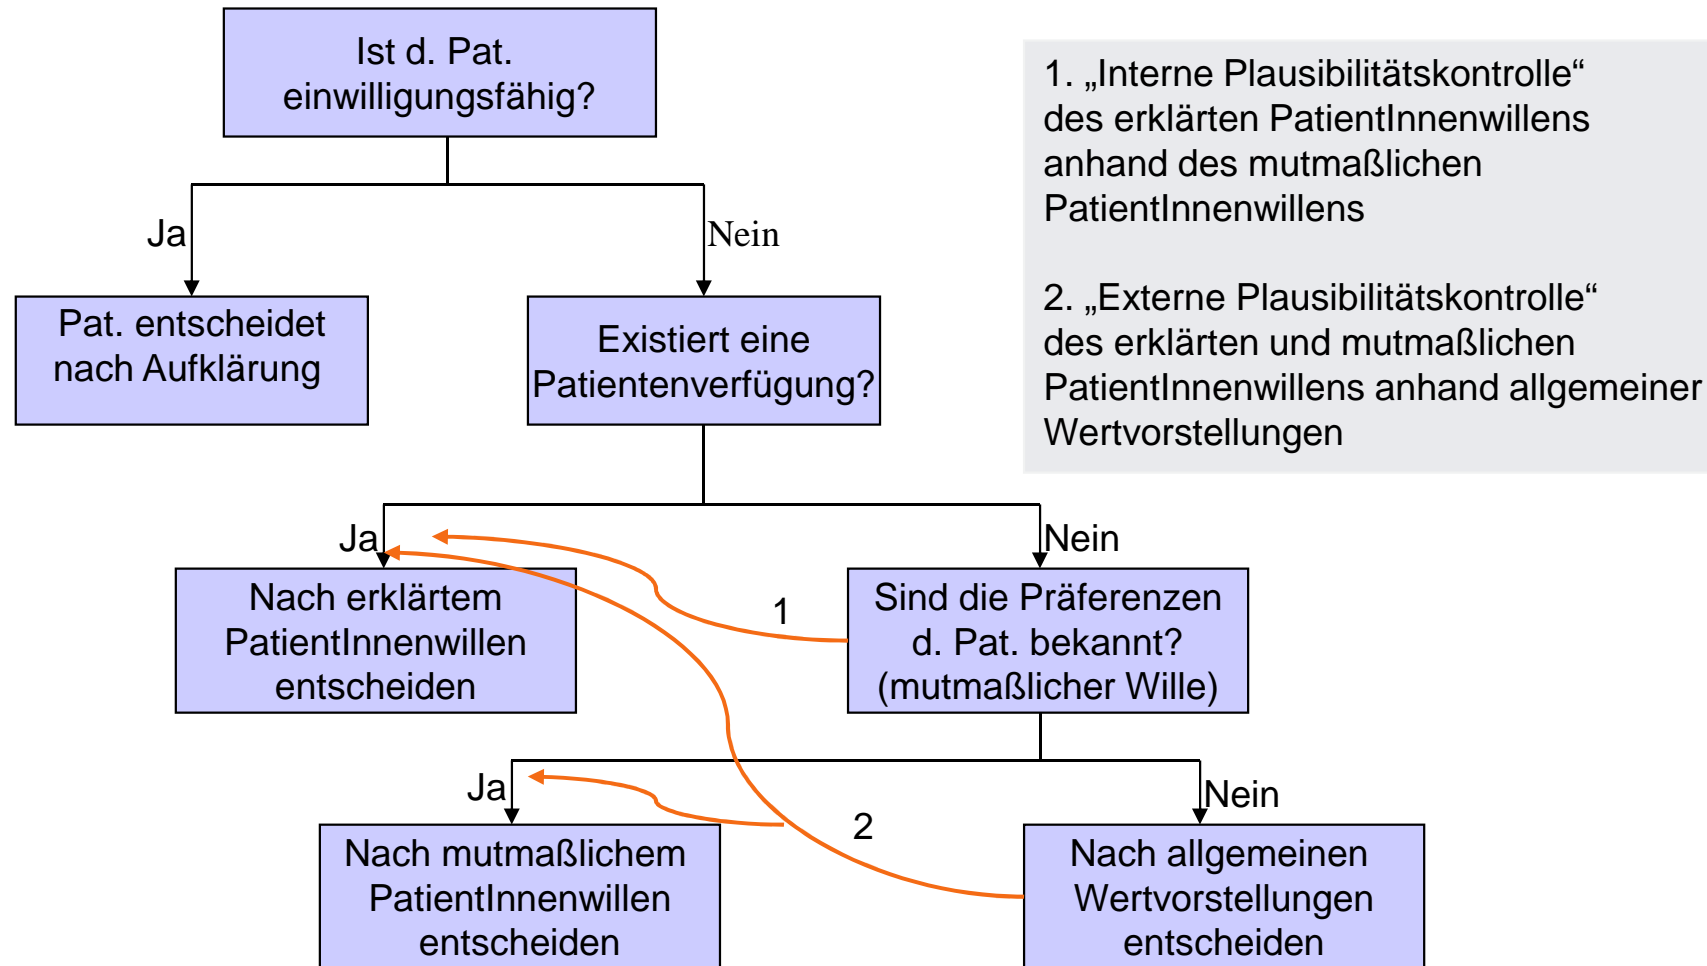 Ist d. Pat.
einwilligungsfähig?
1. „Interne Plausibilitätskontrolle“
des erklärten PatientInnenwillens
anhand des mutmaßlichen
PatientInnenwillens
2. „Externe Plausibilitätskontrolle“
des erklärten und mutmaßlichen
PatientInnenwillens anhand allgemeiner
Wertvorstellungen
Ja
Nein
Pat. entscheidet
nach Aufklärung
Existiert eine
Patientenverfügung?
Ja
Nein
Nach erklärtem
PatientInnenwillen
entscheiden
1
Sind die Präferenzen
d. Pat. bekannt?
(mutmaßlicher Wille)
Ja
Nein
2
Nach mutmaßlichem
PatientInnenwillen
entscheiden
Nach allgemeinen
Wertvorstellungen
entscheiden